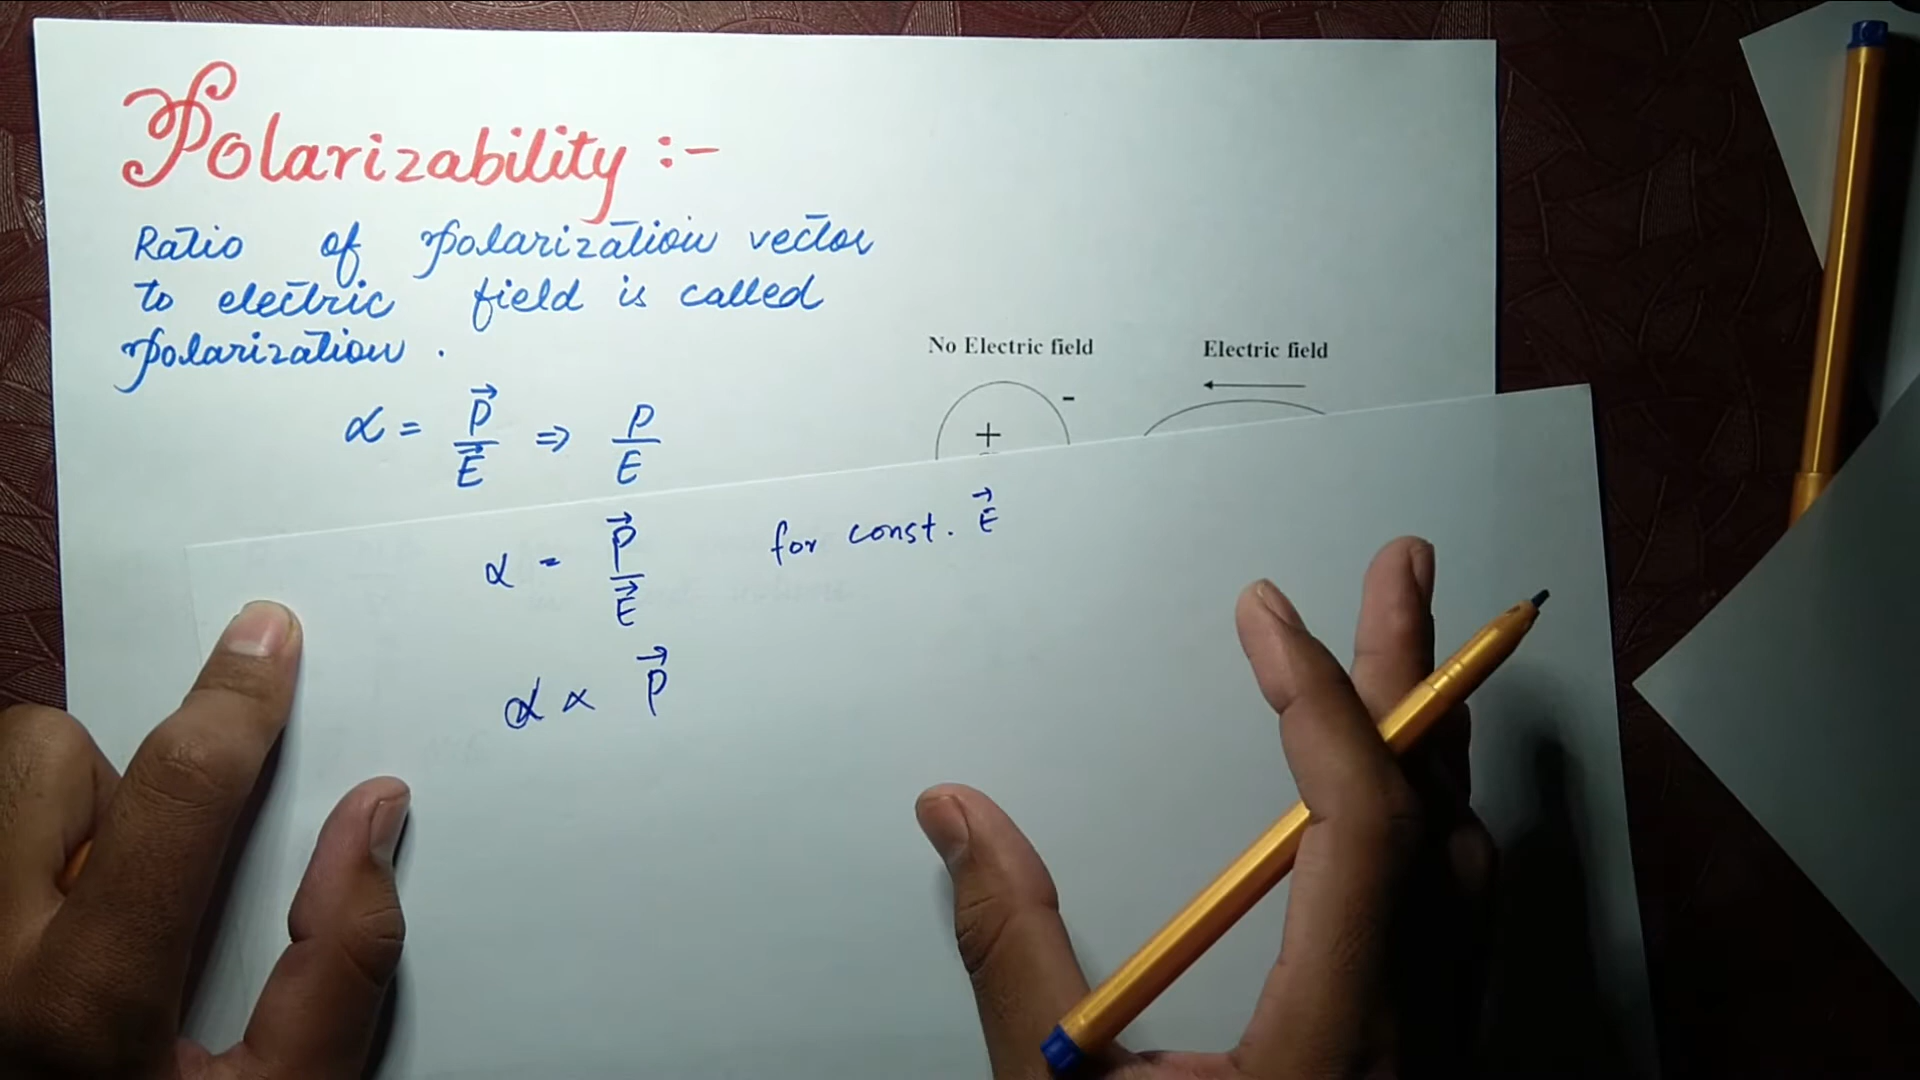 Polarizability :-
Ratio of polarization vector
to electric field is called
polarization .
No Electric field
Electric field
-
+
α = P⃗ / E⃗ ⇒ P / E
α = P⃗ / E⃗ for const. E⃗
α ∝ P⃗